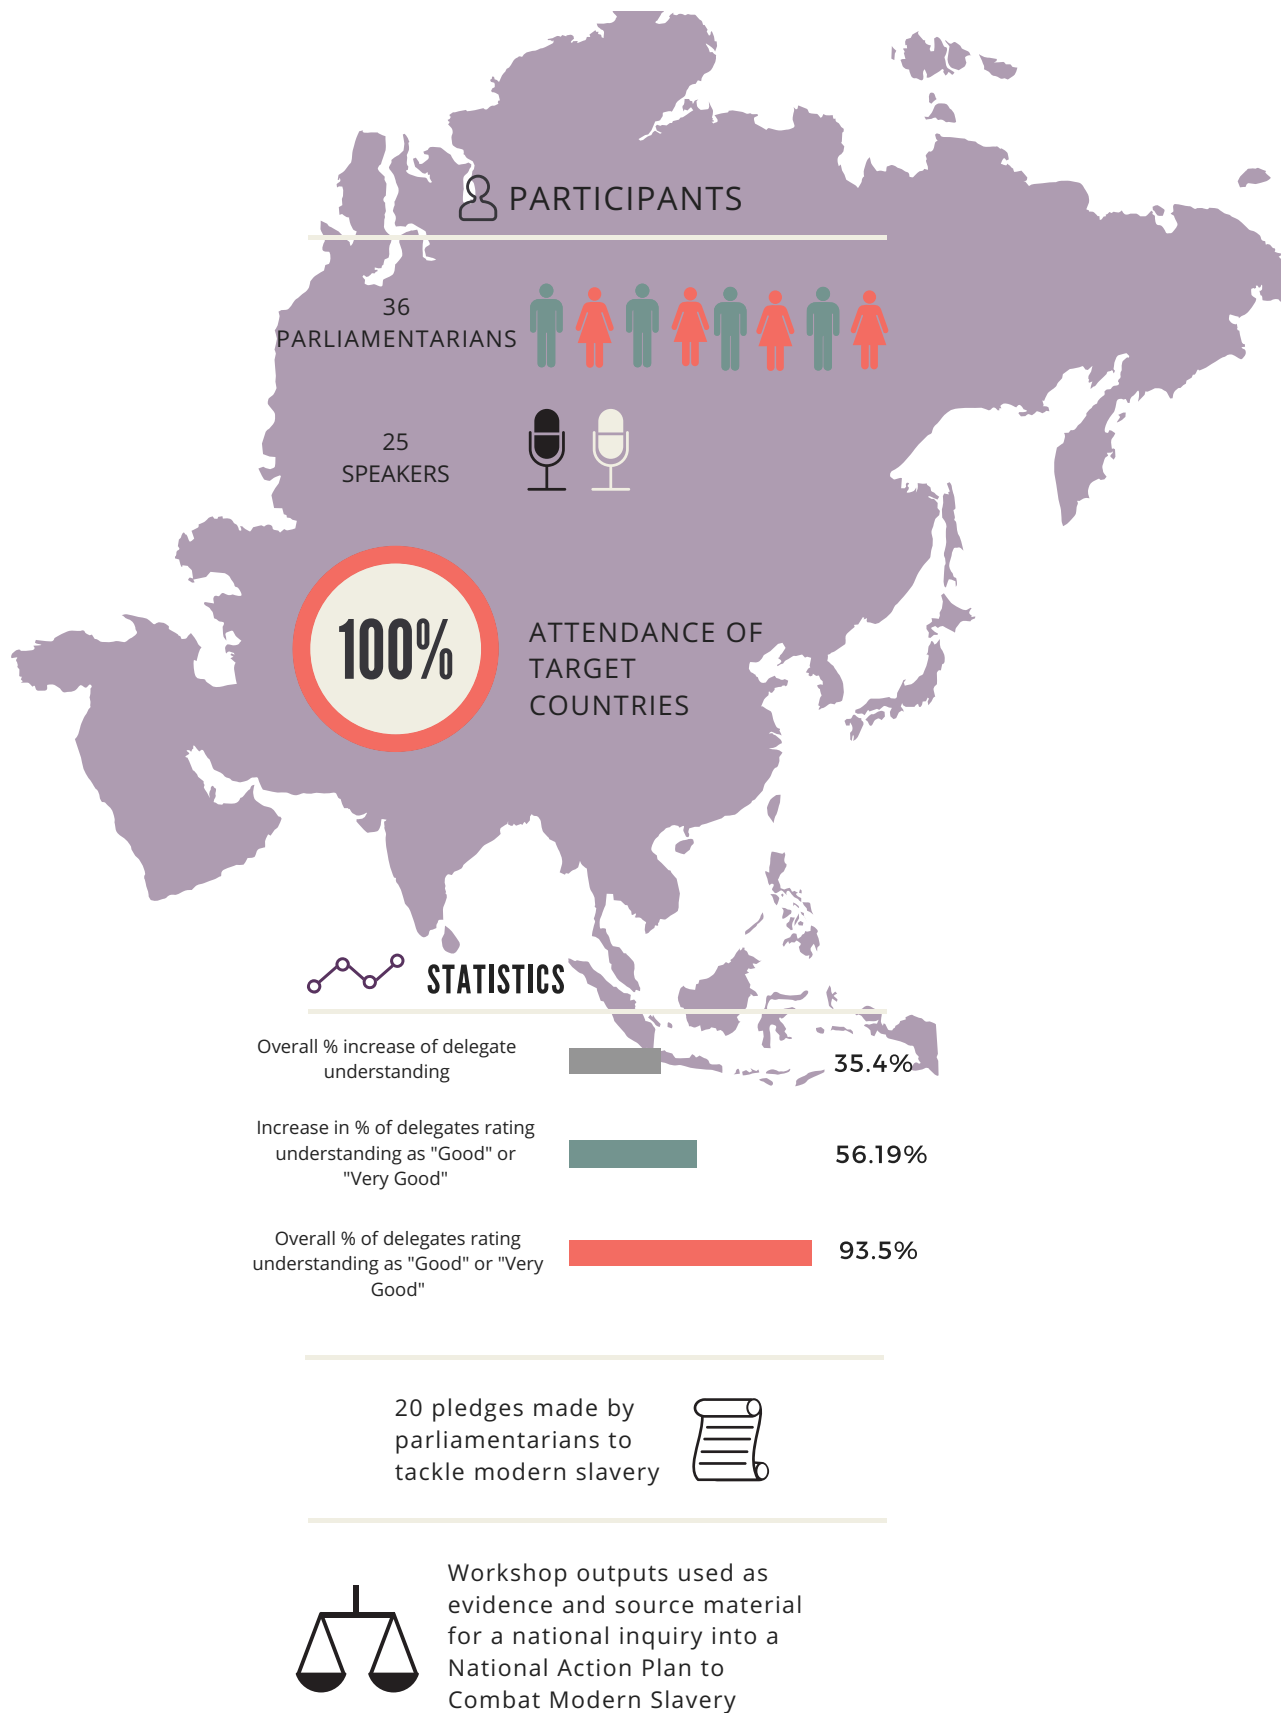 PARTICIPANTS
36
PARLIAMENTARIANS
25
SPEAKERS
100%
ATTENDANCE OF
TARGET
COUNTRIES
STATISTICS
Overall % increase of delegate
understanding
35.4%
Increase in % of delegates rating
understanding as "Good" or
"Very Good"
56.19%
Overall % of delegates rating
understanding as "Good" or "Very
Good"
93.5%
20 pledges made by
parliamentarians to
tackle modern slavery
Workshop outputs used as
evidence and source material
for a national inquiry into a
National Action Plan to
Combat Modern Slavery